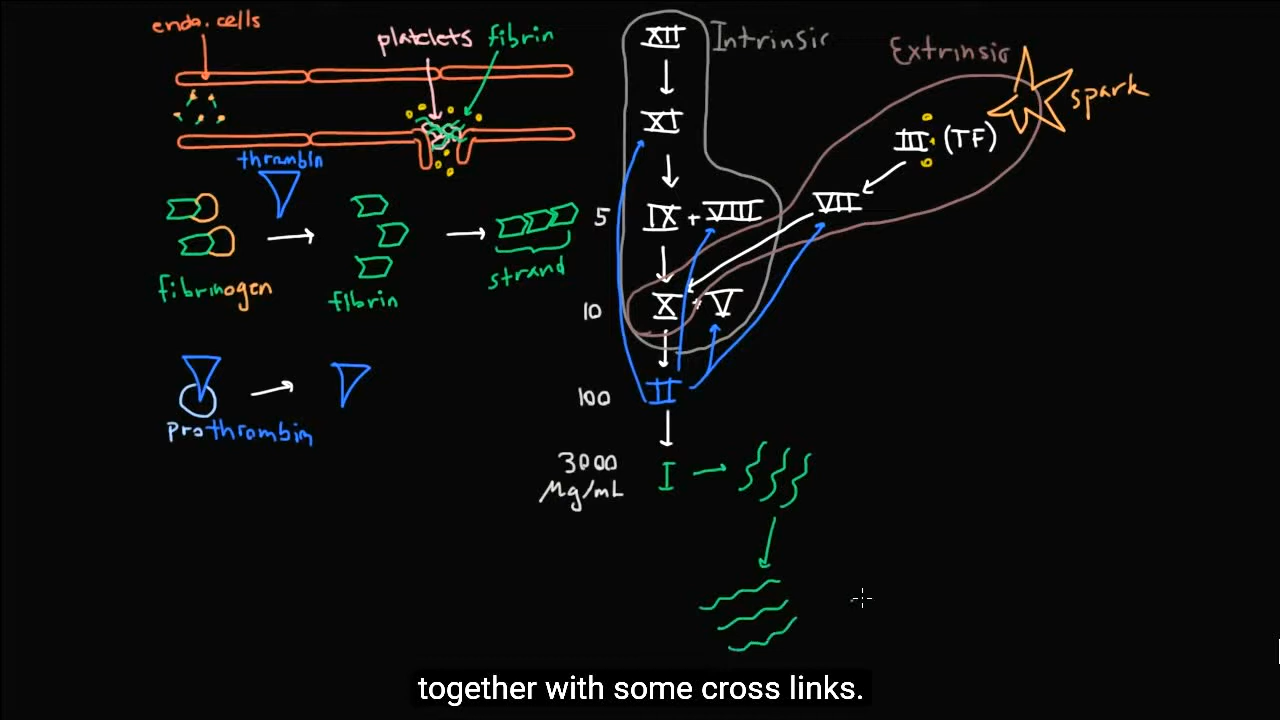 endo. cells
platelets fibrin
thrombin
fibrinogen
fibrin
strand
prothrombin
XII Intrinsic
XI
5 IX + VIII
10 X + V
100 II
3000 I
µg/mL
Extrinsic
spark
III (TF)
VII
together with some cross links.